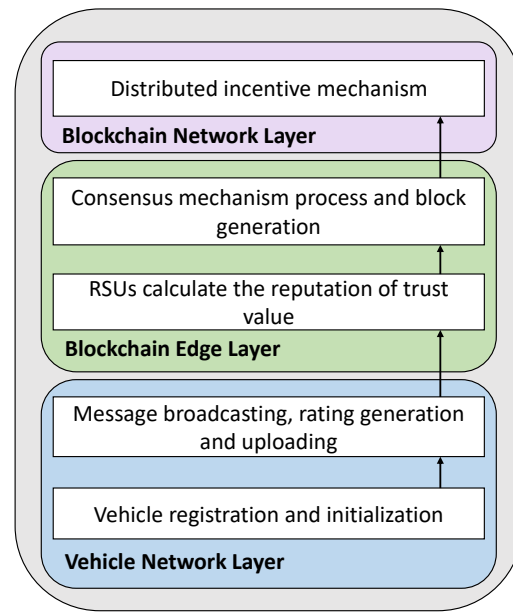 Distributed incentive mechanism
Blockchain Network Layer
Consensus mechanism process and block
generation
RSUs calculate the reputation of trust
value
Blockchain Edge Layer
Message broadcasting, rating generation
and uploading
Vehicle registration and initialization
Vehicle Network Layer